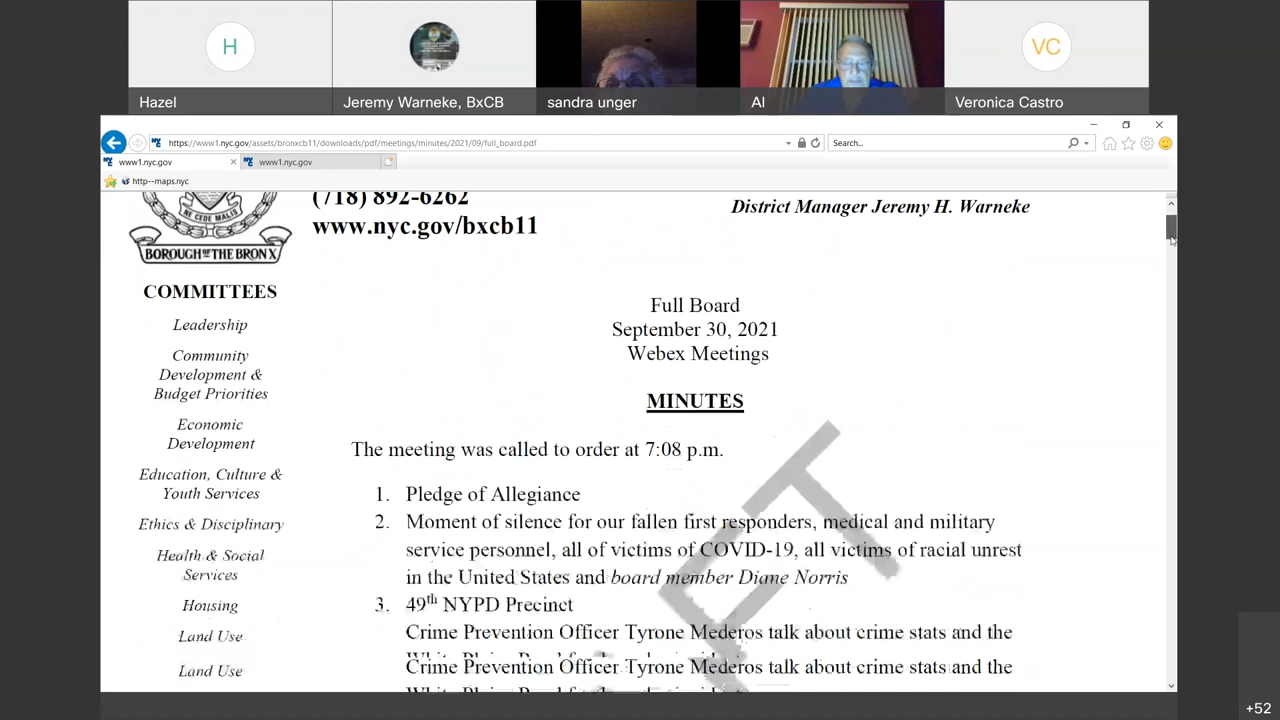 H
VC
Hazel
Jeremy Warneke, BxCB
sandra unger
Al
Veronica Castro
https://www1.nyc.gov/assets/bronxcb11/downloads/pdf/meetings/minutes/2021/09/full_board.pdf
Search...
www1.nyc.gov
www1.nyc.gov
http--maps.nyc
NE CEDE MALIS
BOROUGH OF THE BRONX
(718) 892-6262
www.nyc.gov/bxcb11
District Manager Jeremy H. Warneke
COMMITTEES
Leadership
Community
Development &
Budget Priorities
Economic
Development
Education, Culture &
Youth Services
Ethics & Disciplinary
Health & Social
Services
Housing
Land Use
Land Use
Full Board
September 30, 2021
Webex Meetings
MINUTES
The meeting was called to order at 7:08 p.m.
1. Pledge of Allegiance
2. Moment of silence for our fallen first responders, medical and military
service personnel, all of victims of COVID-19, all victims of racial unrest
in the United States and board member Diane Norris
3. 49th NYPD Precinct
Crime Prevention Officer Tyrone Mederos talk about crime stats and the
Crime Prevention Officer Tyrone Mederos talk about crime stats and the
+52